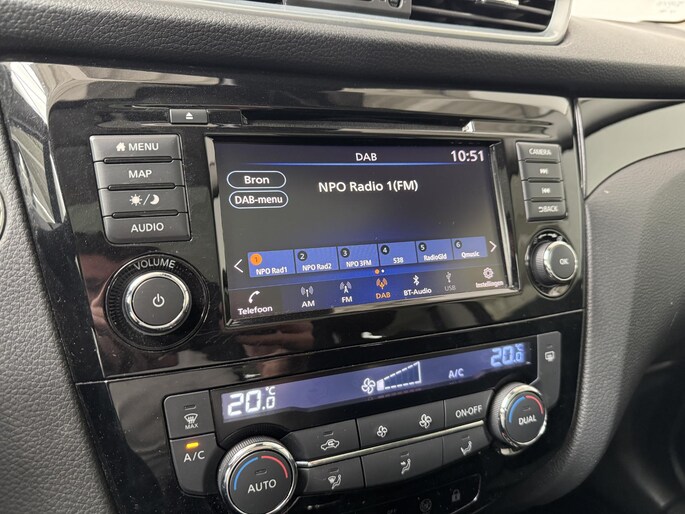 MENU
MAP
AUDIO
VOLUME
DAB
10:51
Bron
DAB-menu
NPO Radio 1(FM)
1 2 3 4 5 6
NPO Rad1 NPO Rad2 NPO 3FM 538 RadioGld Qmusic
Telefoon AM FM DAB BT-Audio USB Instellingen
CAMERA
BACK
OK
20.0 °C
A/C
20.0
MAX
A/C
AUTO
ON-OFF
DUAL